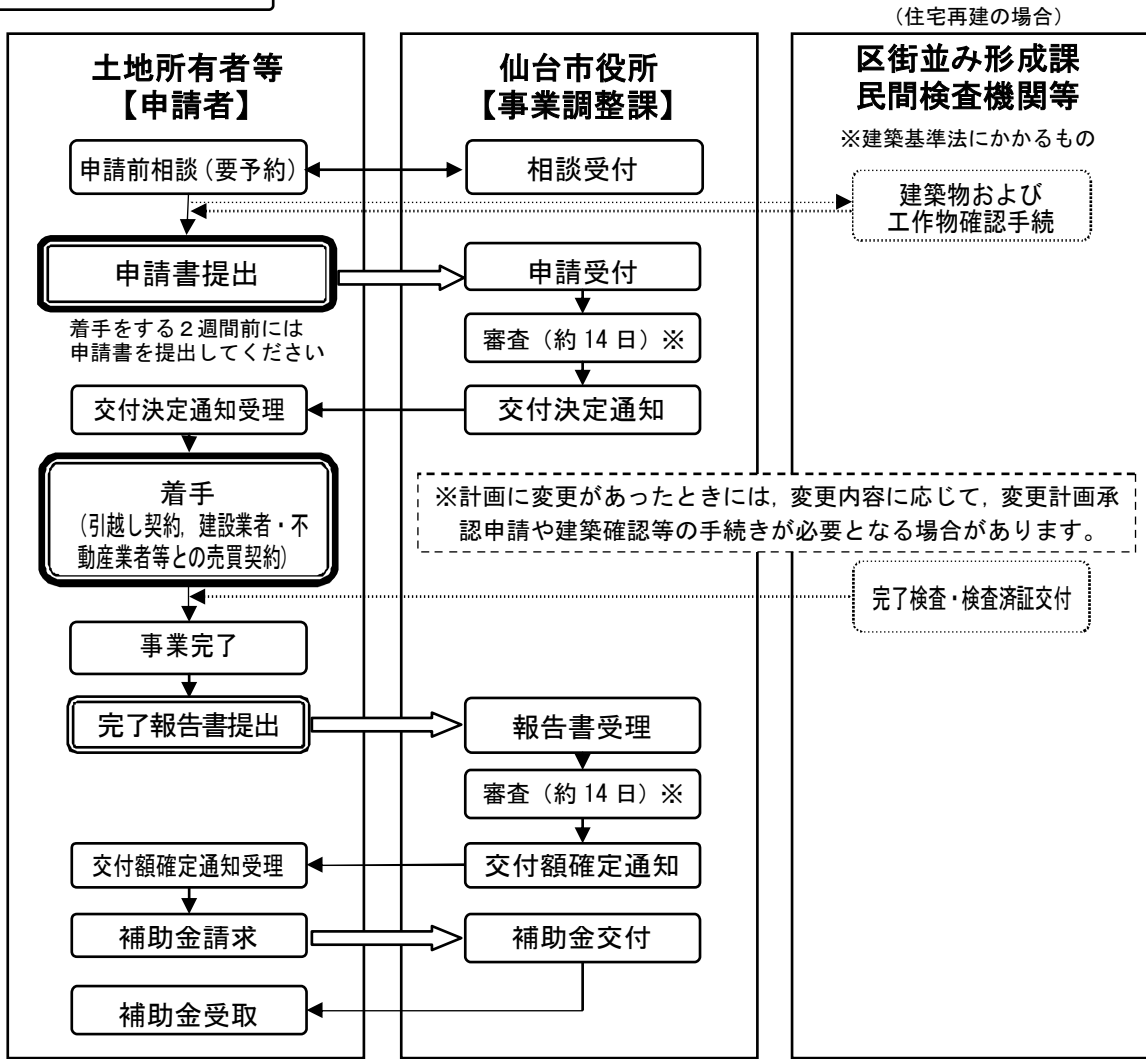 （住宅再建の場合）
土地所有者等
【申請者】
仙台市役所
【事業調整課】
区街並み形成課
民間検査機関等
※建築基準法にかかるもの
申請前相談（要予約）
相談受付
建築物および
工作物確認手続
申請書提出
申請受付
着手をする２週間前には
申請書を提出してください
審査（約14日）※
交付決定通知受理
交付決定通知
着手
（引越し契約，建設業者・不
動産業者等との売買契約）
※計画に変更があったときには，変更内容に応じて，変更計画承
認申請や建築確認等の手続きが必要となる場合があります。
完了検査・検査済証交付
事業完了
完了報告書提出
報告書受理
審査（約14日）※
交付額確定通知受理
交付額確定通知
補助金請求
補助金交付
補助金受取